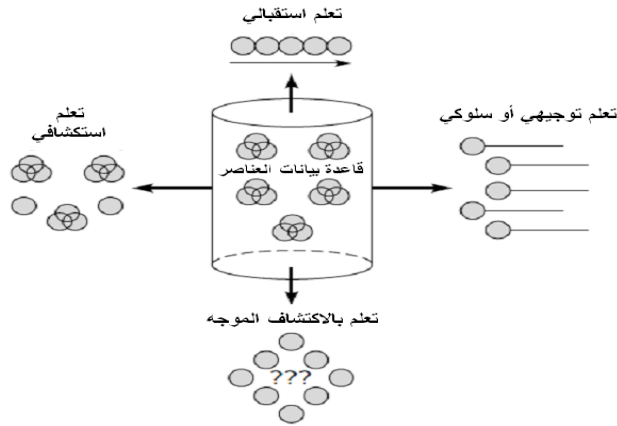 تعلم استقبالي
تعلم توجيهي أو سلوكي
تعلم
استكشافي
قاعدة بيانات العناصر
تعلم بالاكتشاف الموجه
???